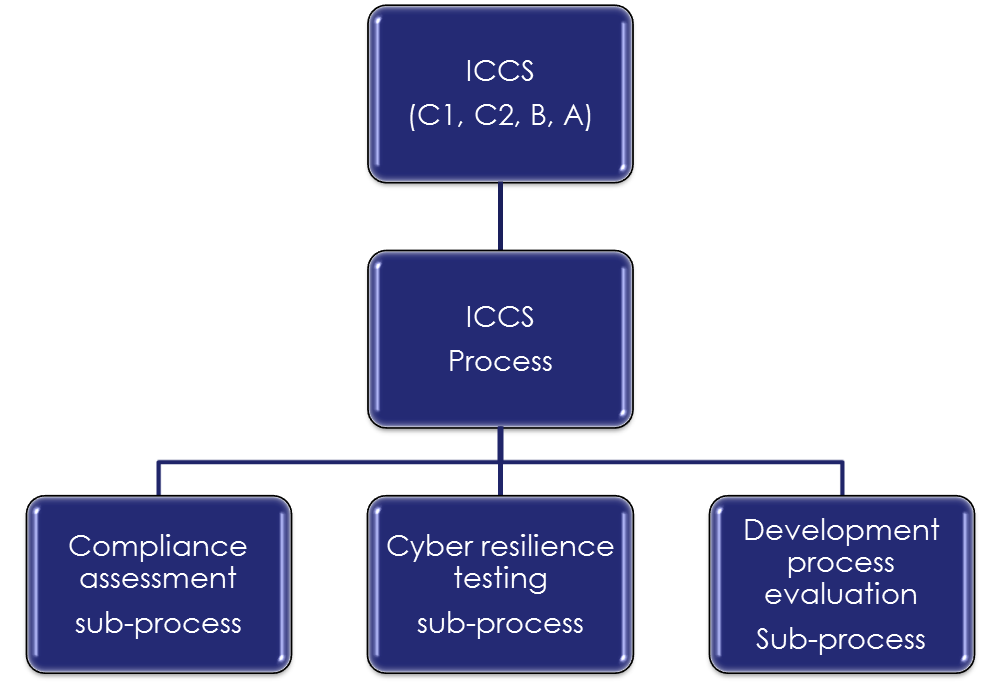 ICCS
(C1, C2, B, A)
ICCS
Process
Compliance
assessment
sub-process
Cyber resilience
testing
sub-process
Development
process
evaluation
Sub-process